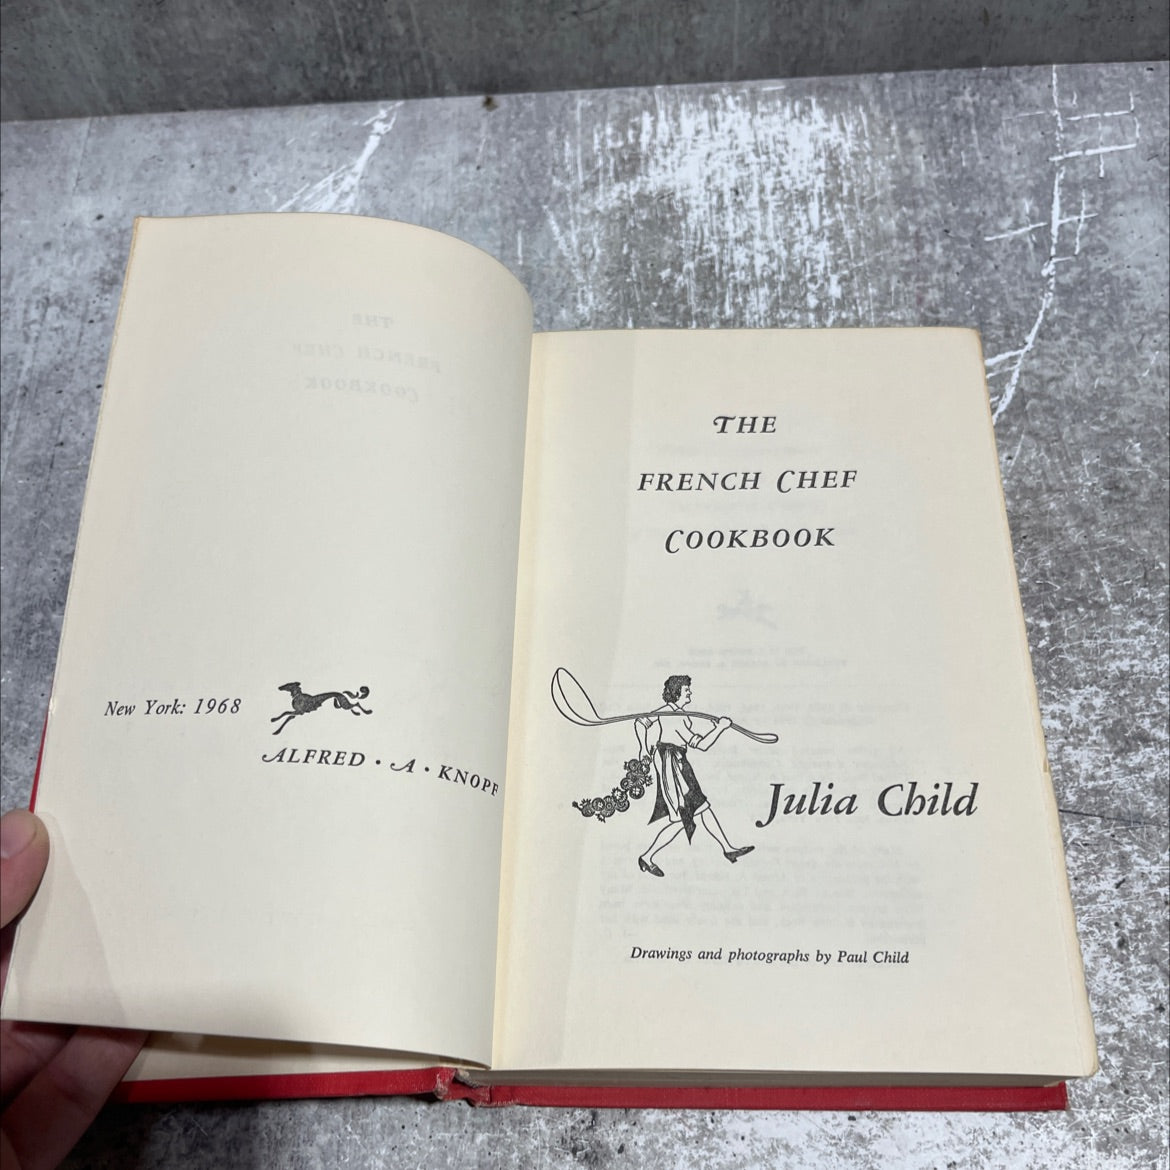 New York: 1968
ALFRED · A · KNOPF
THE
FRENCH CHEF
COOKBOOK
Julia Child
Drawings and photographs by Paul Child